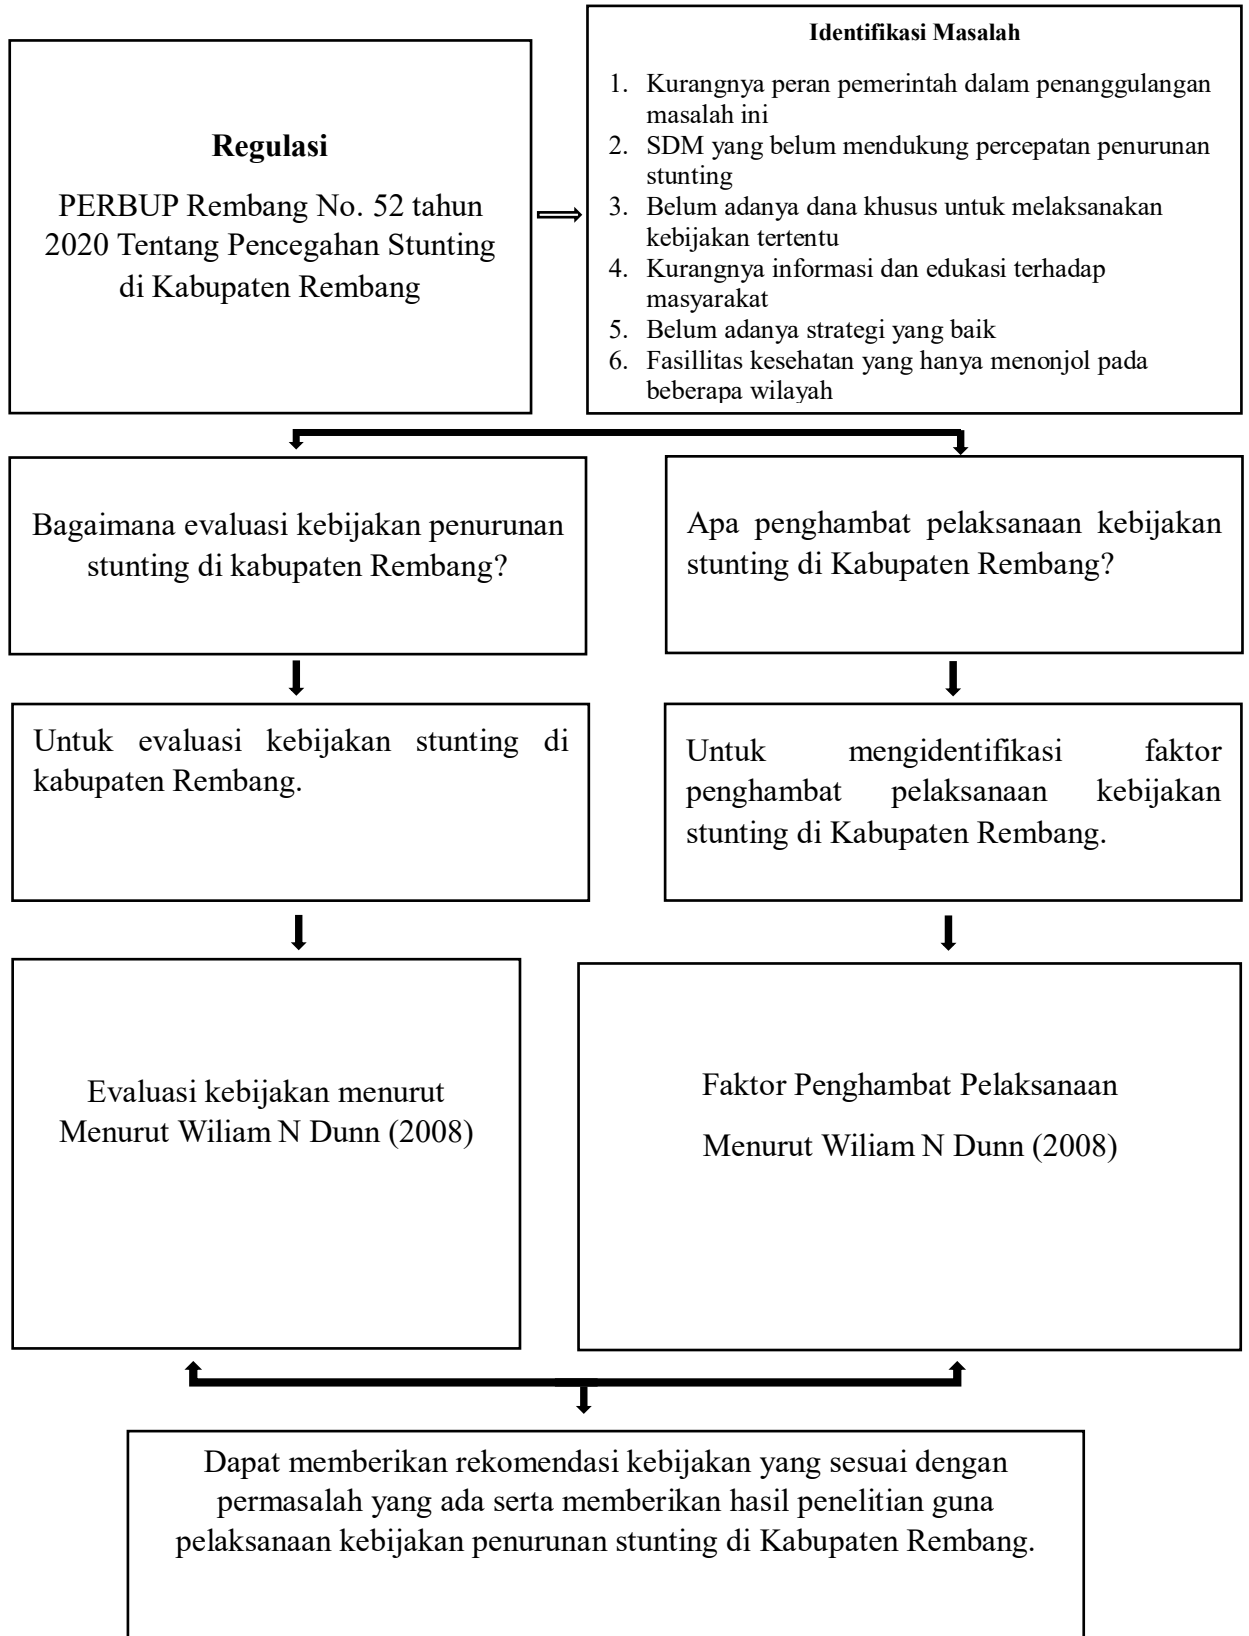 Regulasi
PERBUP Rembang No. 52 tahun
2020 Tentang Pencegahan Stunting
di Kabupaten Rembang
Identifikasi Masalah
1. Kurangnya peran pemerintah dalam penanggulangan
masalah ini
2. SDM yang belum mendukung percepatan penurunan
stunting
3. Belum adanya dana khusus untuk melaksanakan
kebijakan tertentu
4. Kurangnya informasi dan edukasi terhadap
masyarakat
5. Belum adanya strategi yang baik
6. Fasillitas kesehatan yang hanya menonjol pada
beberapa wilayah
Bagaimana evaluasi kebijakan penurunan
stunting di kabupaten Rembang?
Apa penghambat pelaksanaan kebijakan
stunting di Kabupaten Rembang?
Untuk evaluasi kebijakan stunting di
kabupaten Rembang.
Untuk mengidentifikasi faktor
penghambat pelaksanaan kebijakan
stunting di Kabupaten Rembang.
Evaluasi kebijakan menurut
Menurut Wiliam N Dunn (2008)
Faktor Penghambat Pelaksanaan
Menurut Wiliam N Dunn (2008)
Dapat memberikan rekomendasi kebijakan yang sesuai dengan
permasalah yang ada serta memberikan hasil penelitian guna
pelaksanaan kebijakan penurunan stunting di Kabupaten Rembang.